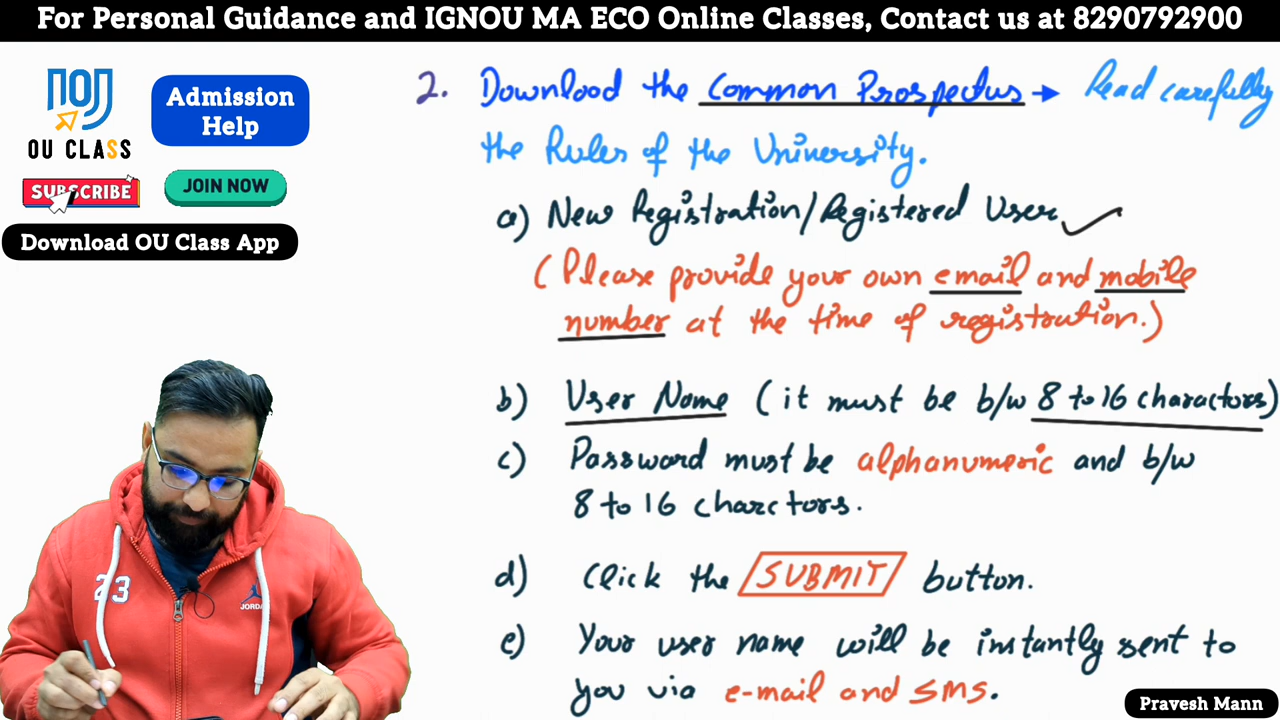 For Personal Guidance and IGNOU MA ECO Online Classes, Contact us at 8290792900
OU CLASS
Admission
Help
SUBSCRIBE
JOIN NOW
Download OU Class App
2. Download the Common Prospectus → Read carefully
the Rules of the University.
a) New Registration/Registered User ✓
(Please provide your own email and mobile
number at the time of registration.)
b) User Name (it must be b/w 8 to 16 charactors)
c) Password must be alphanumeric and b/w
8 to 16 charctors.
d) Click the SUBMIT button.
e) Your user name will be instantly sent to
you via e-mail and SMS.
23
JORDAN
Pravesh Mann